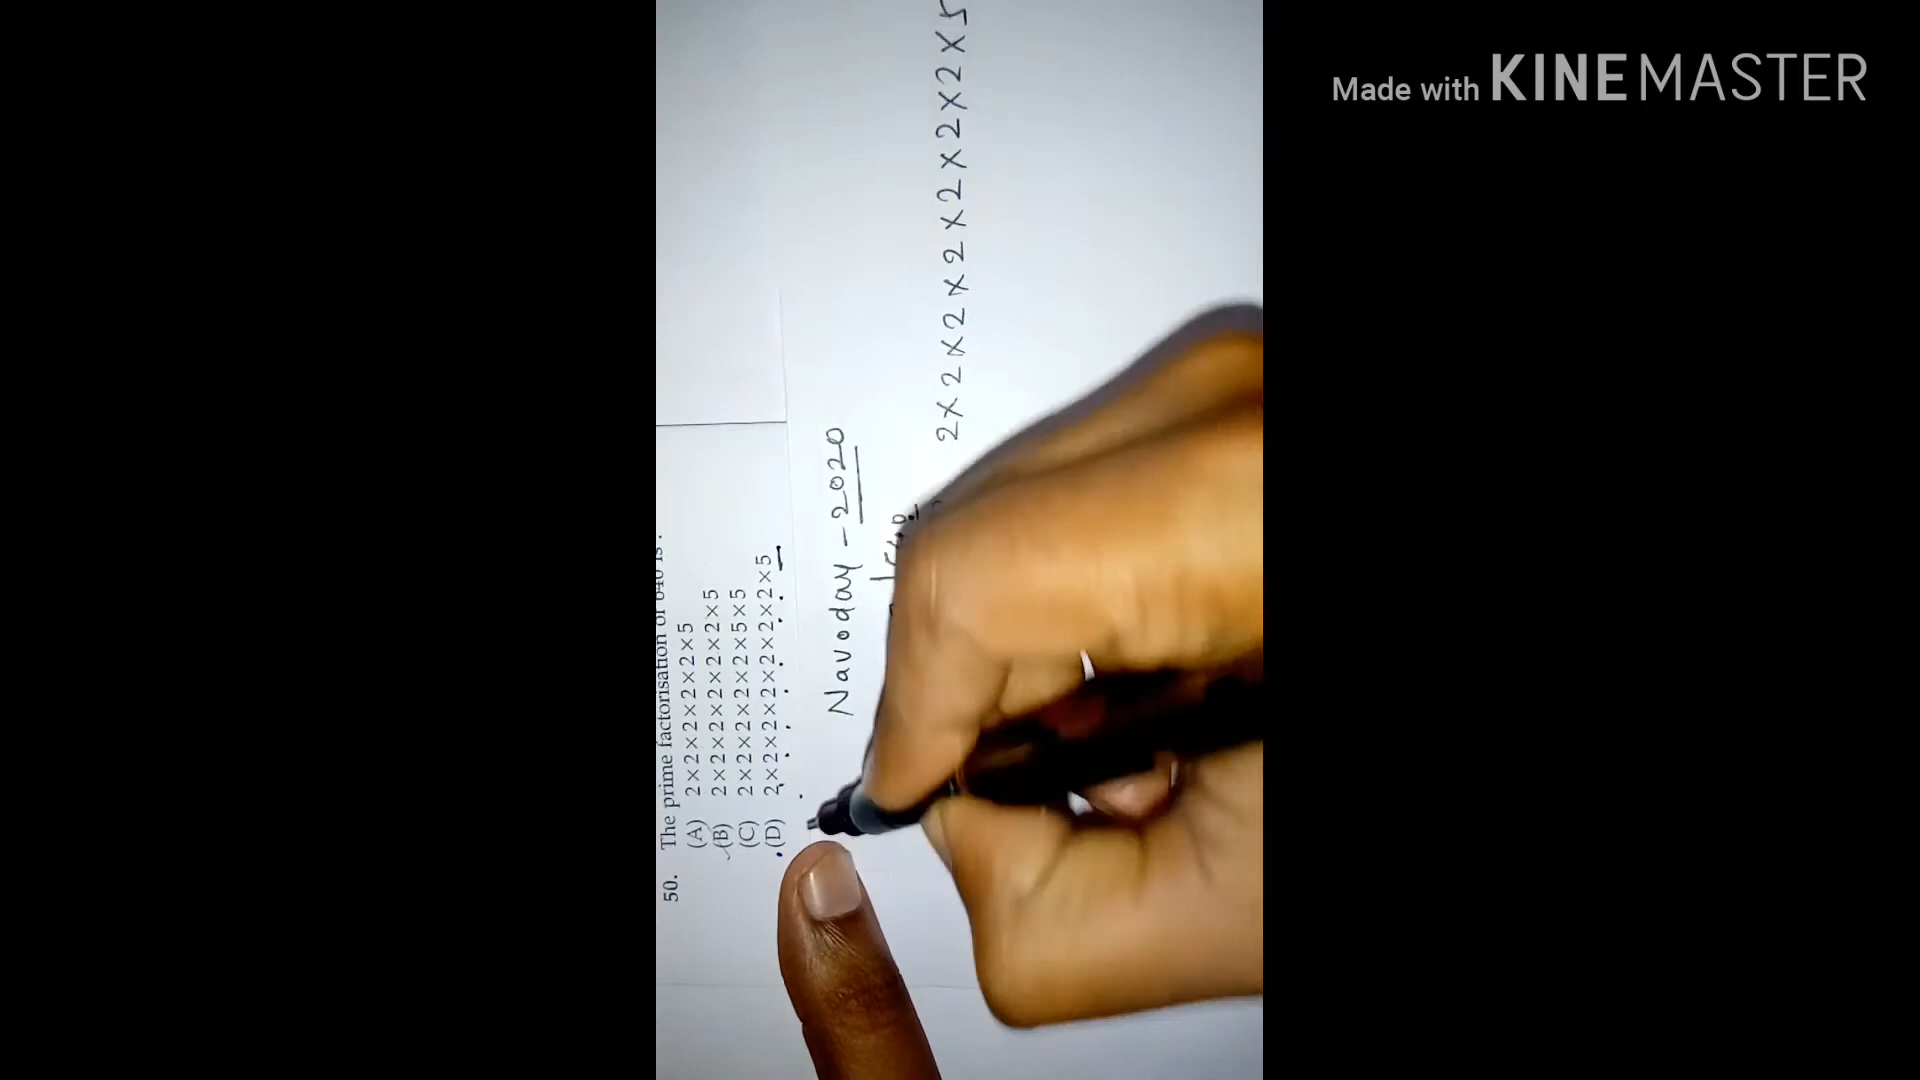 50. The prime factorisation of 640 is :
(A) 2×2×2×2×2×5
(B) 2×2×2×2×2×2×5
(C) 2×2×2×2×2×5×5
(D) 2×2×2×2×2×2×2×5
Navoday - 2020
2×2×2×2×2×2×2×5
Made with KINEMASTER